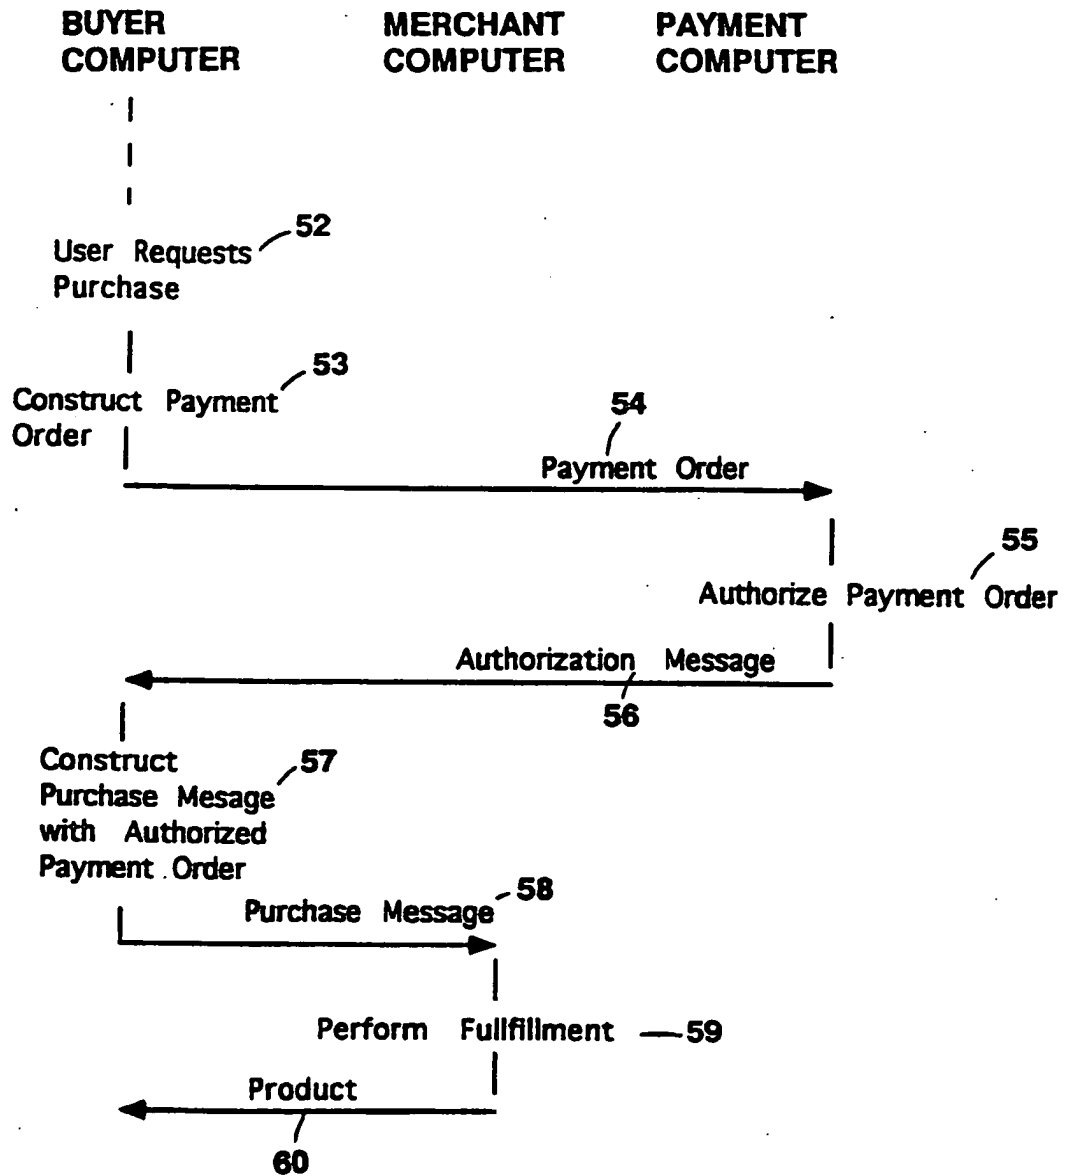 BUYER COMPUTER
MERCHANT COMPUTER
PAYMENT COMPUTER
52
User Requests
Purchase
53
Construct Payment
Order
54
Payment Order
55
Authorize Payment Order
Authorization Message
56
Construct
57
Purchase Mesage
with Authorized
Payment Order
58
Purchase Message
Perform Fullfillment
59
Product
60